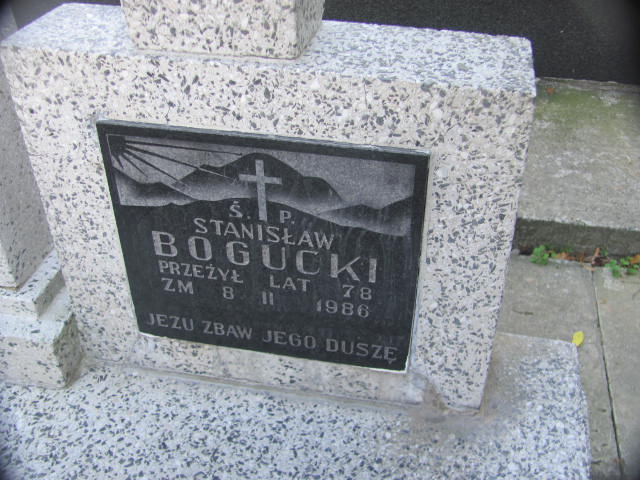 Ś. P.
STANISŁAW
BOGUCKI
PRZEŻYŁ LAT 78
ZM 8 II 1986
JEZU ZBAW JEGO DUSZĘ